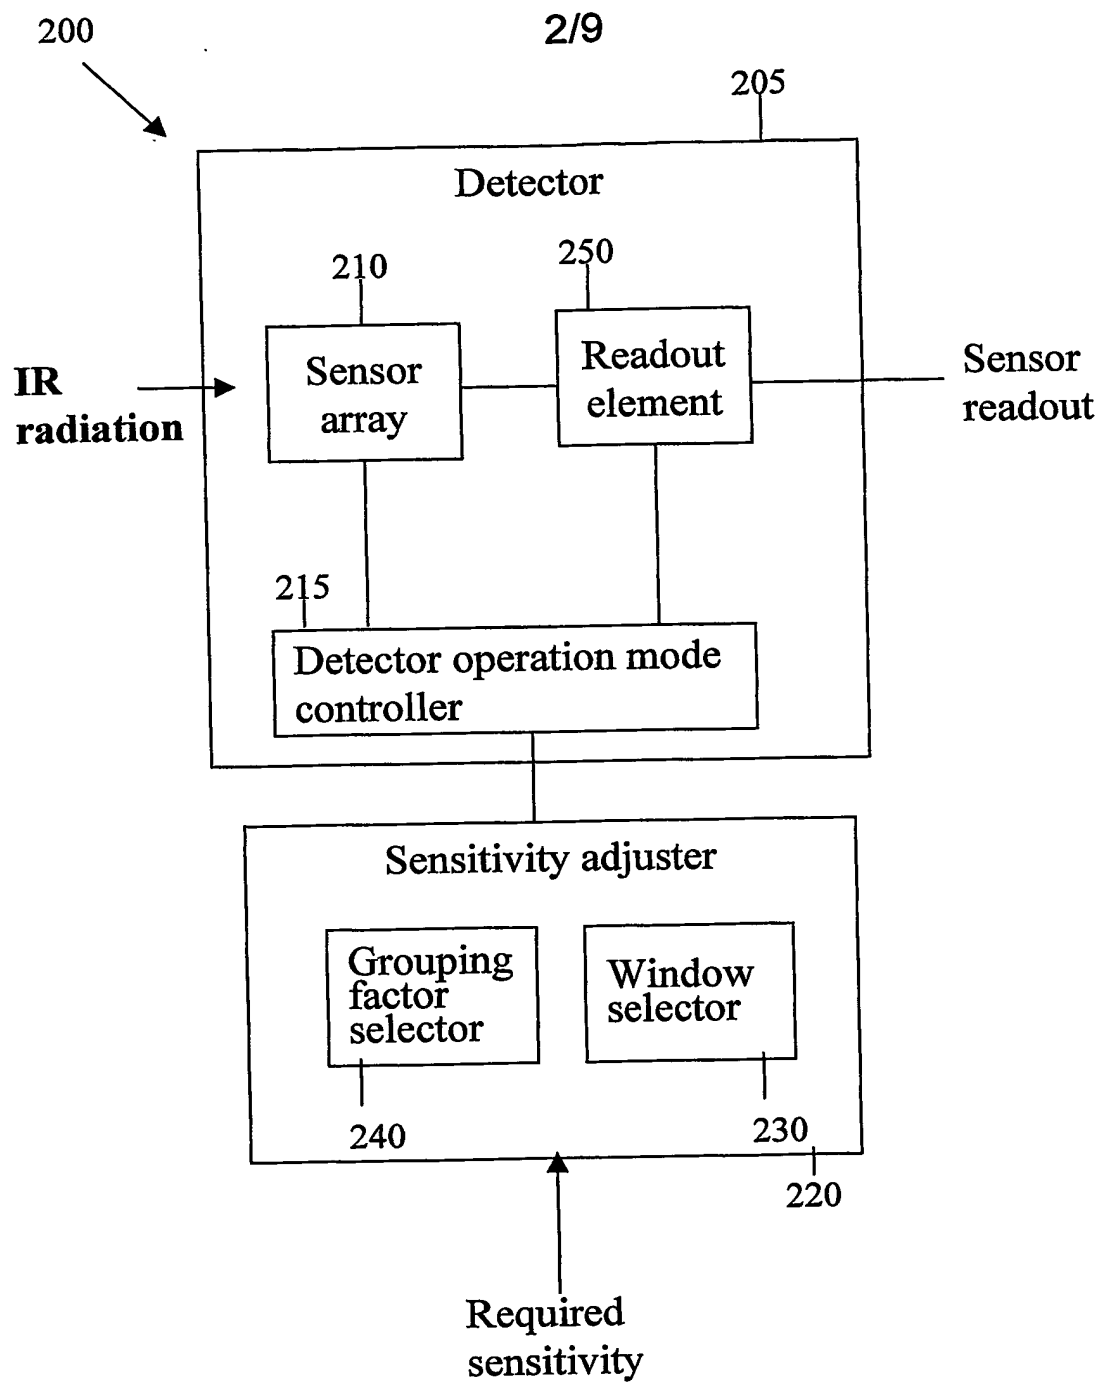 200
2/9
205
Detector
210
250
IR
radiation
Sensor
array
Readout
element
Sensor
readout
215
Detector operation mode
controller
Sensitivity adjuster
Grouping
factor
selector
Window
selector
240
230
220
Required
sensitivity